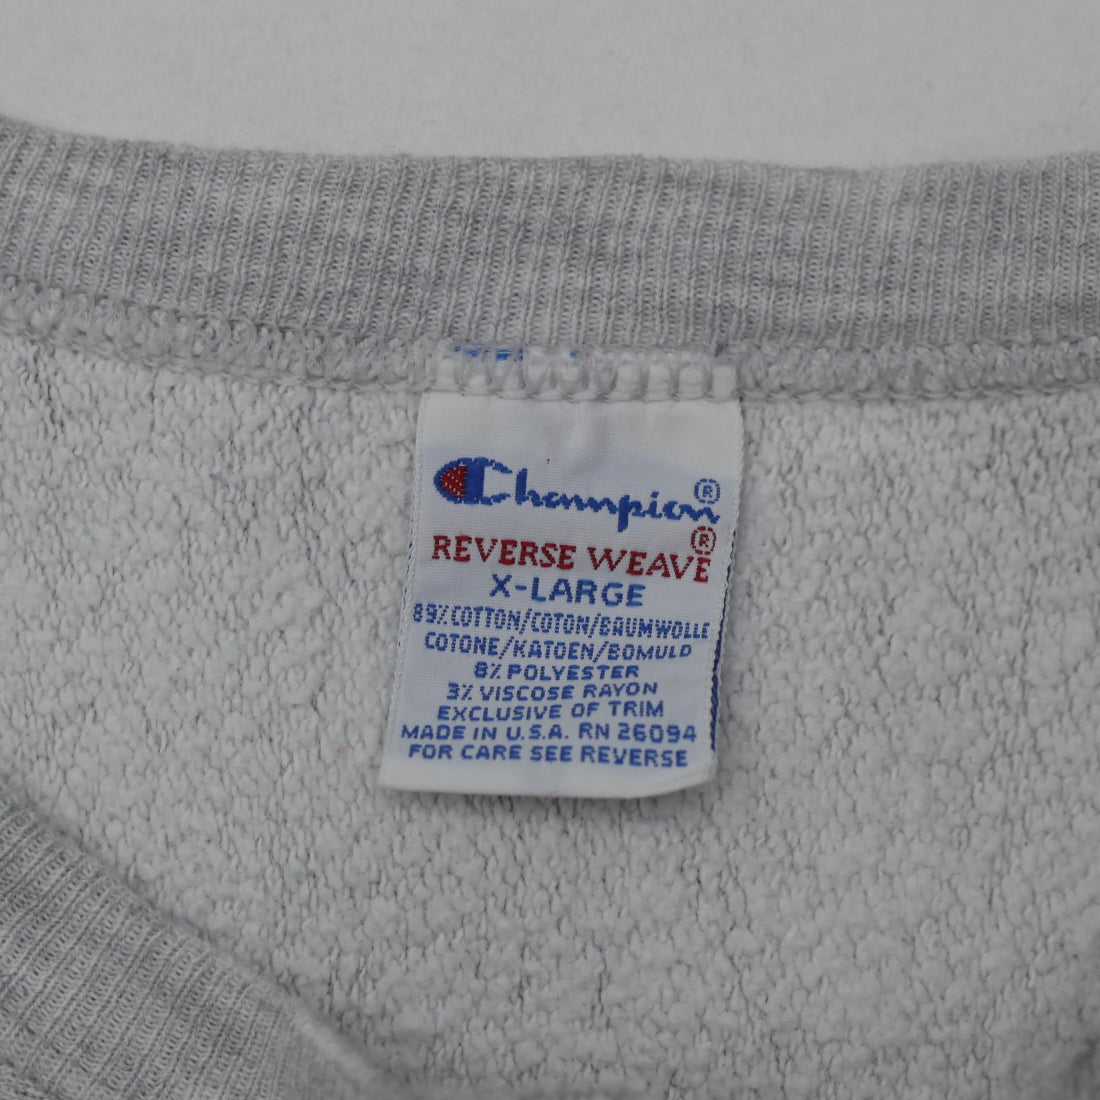 Champion®
REVERSE WEAVE®
X-LARGE
89% COTTON/COTON/BAUMWOLLE
COTONE/KATOEN/BOMULD
8% POLYESTER
3% VISCOSE RAYON
EXCLUSIVE OF TRIM
MADE IN U.S.A. RN 26094
FOR CARE SEE REVERSE